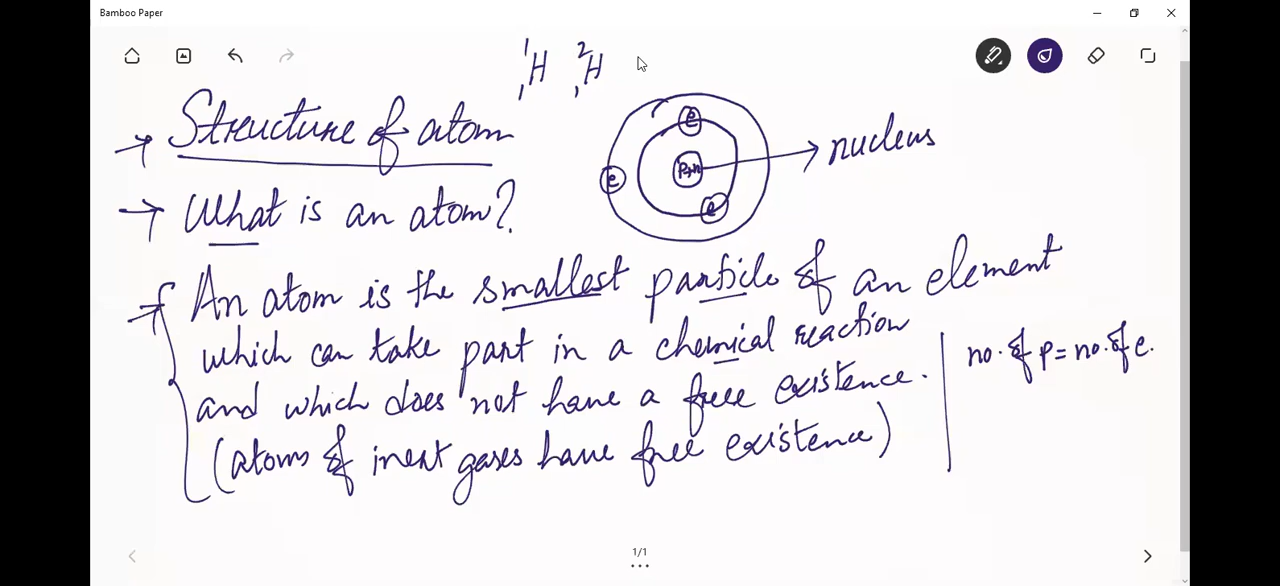 Bamboo Paper
¹₁H ²₁H
→ Structure of atom
e
e
P+n
e
→ nucleus
→ What is an atom?
→ An atom is the smallest particle of an element
which can take part in a chemical reaction
and which does not have a free existence.
(atoms of inert gases have free existence)
no. of p = no. of e.
1/1